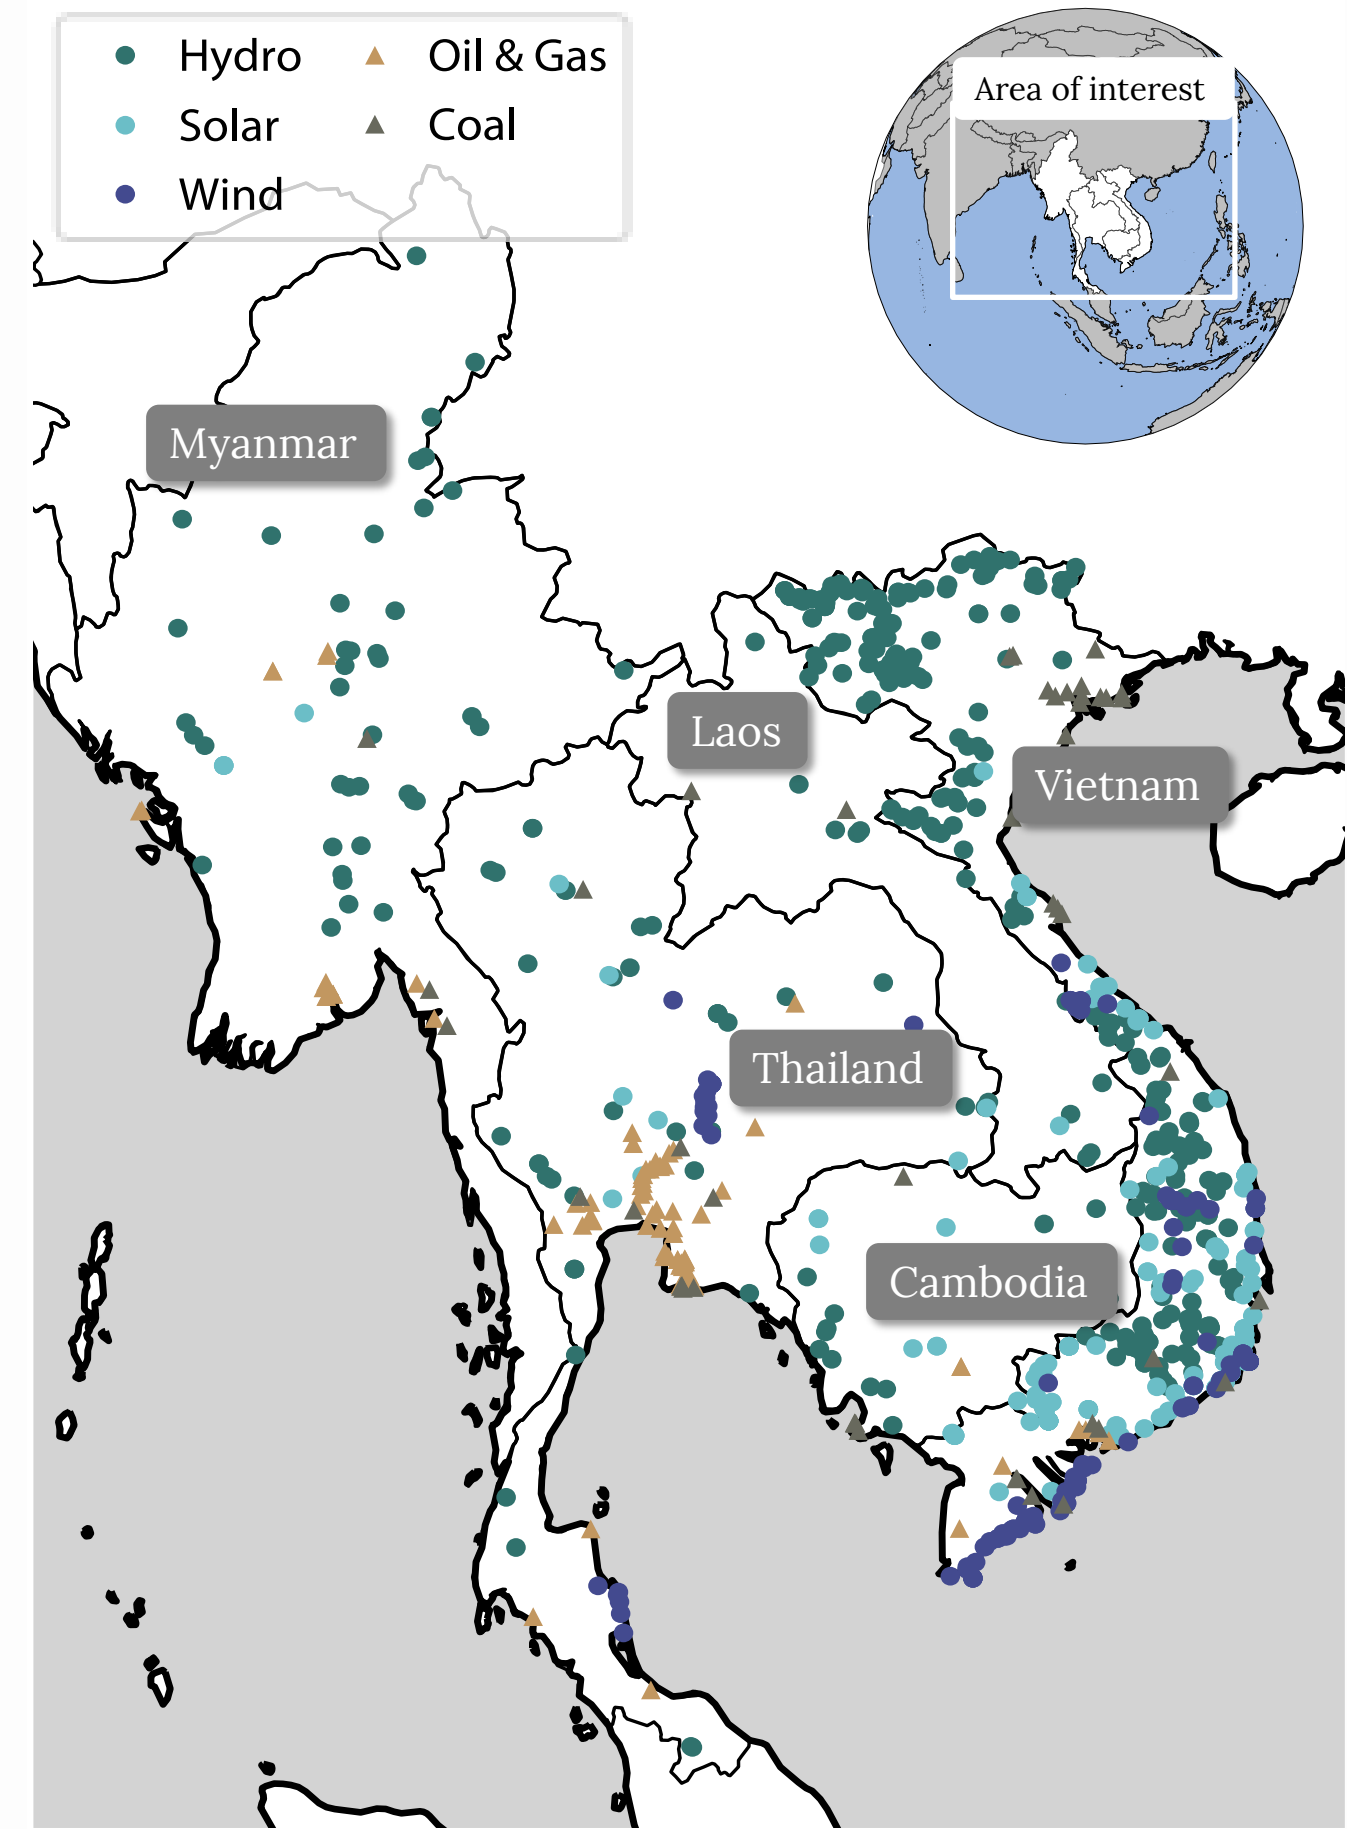 Hydro
Solar
Wind
Oil & Gas
Coal
Area of interest
Myanmar
Laos
Vietnam
Thailand
Cambodia